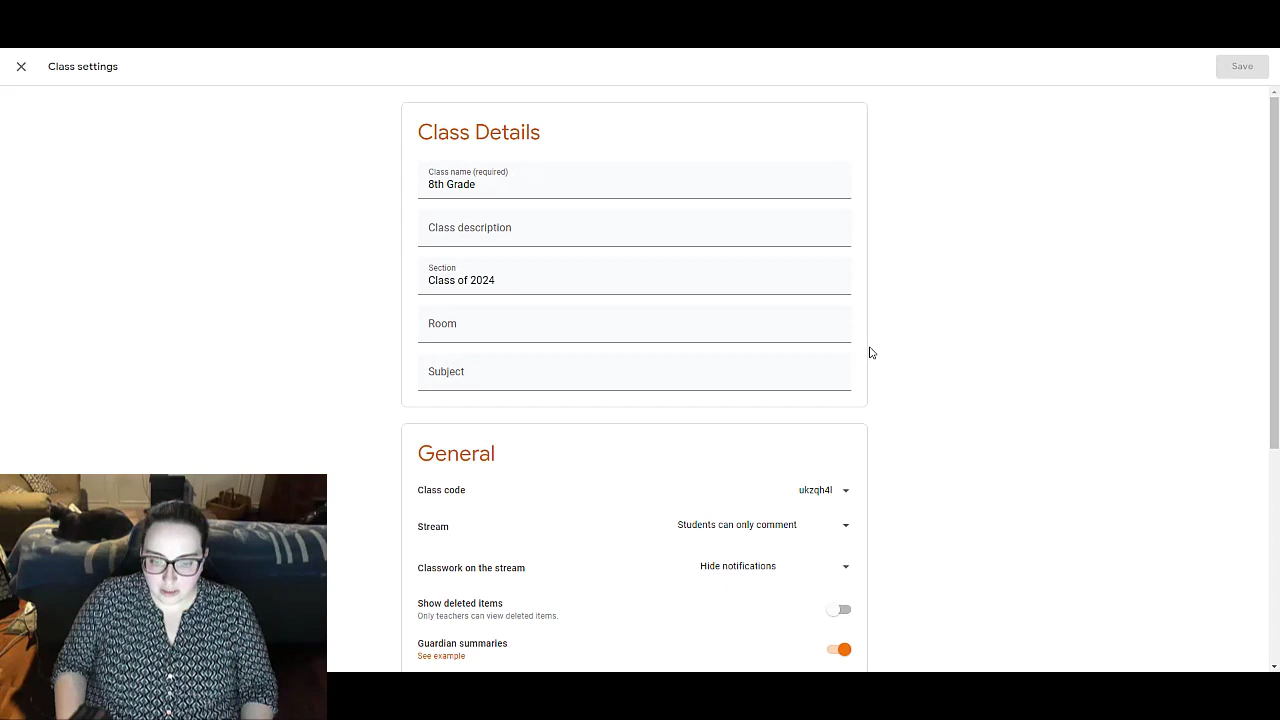 Class settings
Save
Class Details
Class name (required)
8th Grade
Class description
Section
Class of 2024
Room
Subject
General
Class code
ukzqh4l
Stream
Students can only comment
Classwork on the stream
Hide notifications
Show deleted items
Only teachers can view deleted items.
Guardian summaries
See example